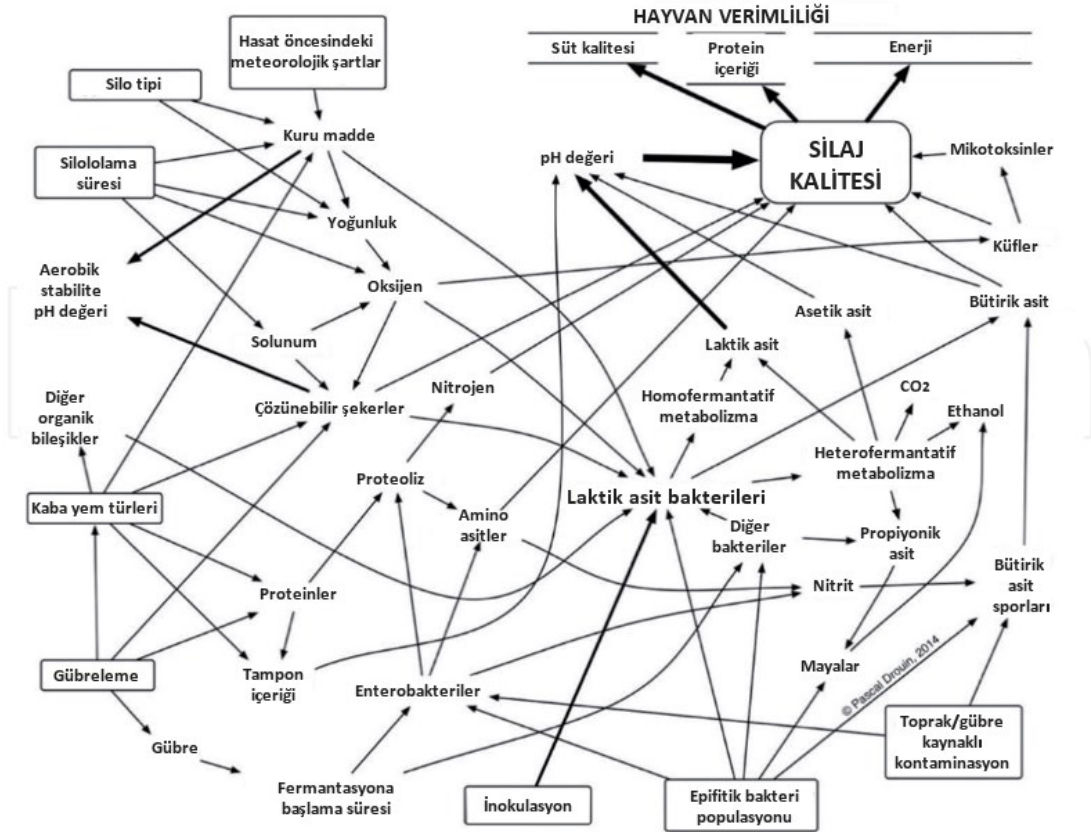 HAYVAN VERİMLİLİĞİ
Süt kalitesi
Protein
içeriği
Enerji
Hasat öncesindeki
meteorolojik şartlar
Silo tipi
Kuru madde
Silololama
süresi
pH değeri
SİLAJ
KALİTESİ
Mikotoksinler
Yoğunluk
Küfler
Aerobik
stabilite
pH değeri
Oksijen
Bütirik asit
Asetik asit
Solunum
Laktik asit
Nitrojen
CO2
Diğer
organik
bileşikler
Çözünebilir şekerler
Homofermantatif
metabolizma
Ethanol
Heterofermantatif
metabolizma
Proteoliz
Kaba yem türleri
Laktik asit bakterileri
Amino
asitler
Diğer
bakteriler
Propiyonik
asit
Bütirik
asit
sporları
Proteinler
Nitrit
Gübreleme
Tampon
içeriği
Enterobakteriler
Mayalar
© Pascal Drouin, 2014
Toprak/gübre
kaynaklı
kontaminasyon
Gübre
Fermantasyona
başlama süresi
İnokulasyon
Epifitik bakteri
populasyonu